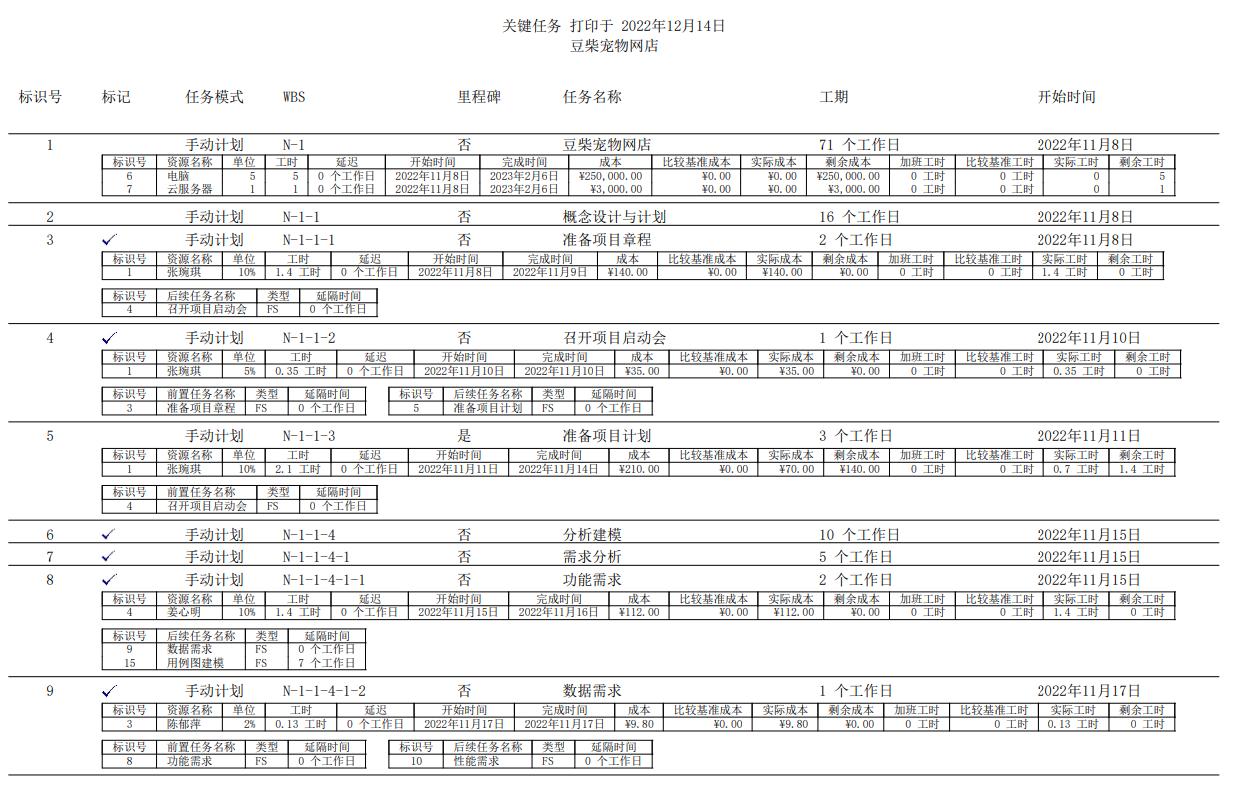 关键任务 打印于 2022年12月14日
豆柴宠物网店
标识号 标记 任务模式 WBS 里程碑 任务名称 工期 开始时间
1 手动计划 N-1 否 豆柴宠物网店 71 个工作日 2022年11月8日
标识号 资源名称 单位 工时 延迟 开始时间 完成时间 成本 比较基准成本 实际成本 剩余成本 加班工时 比较基准工时 实际工时 剩余工时
6 电脑 5 5 0 个工作日 2022年11月8日 2023年2月6日 ¥250,000.00 ¥0.00 ¥0.00 ¥250,000.00 0 工时 0 工时 0 5
7 云服务器 1 1 0 个工作日 2022年11月8日 2023年2月6日 ¥3,000.00 ¥0.00 ¥0.00 ¥3,000.00 0 工时 0 工时 0 1
2 手动计划 N-1-1 否 概念设计与计划 16 个工作日 2022年11月8日
3 手动计划 N-1-1-1 否 准备项目章程 2 个工作日 2022年11月8日
标识号 资源名称 单位 工时 延迟 开始时间 完成时间 成本 比较基准成本 实际成本 剩余成本 加班工时 比较基准工时 实际工时 剩余工时
1 张琬琪 10% 1.4 工时 0 个工作日 2022年11月8日 2022年11月9日 ¥140.00 ¥0.00 ¥140.00 ¥0.00 0 工时 0 工时 1.4 工时 0 工时
标识号 后续任务名称 类型 延隔时间
4 召开项目启动会 FS 0 个工作日
4 手动计划 N-1-1-2 否 召开项目启动会 1 个工作日 2022年11月10日
标识号 资源名称 单位 工时 延迟 开始时间 完成时间 成本 比较基准成本 实际成本 剩余成本 加班工时 比较基准工时 实际工时 剩余工时
1 张琬琪 5% 0.35 工时 0 个工作日 2022年11月10日 2022年11月10日 ¥35.00 ¥0.00 ¥35.00 ¥0.00 0 工时 0 工时 0.35 工时 0 工时
标识号 前置任务名称 类型 延隔时间 标识号 后续任务名称 类型 延隔时间
3 准备项目章程 FS 0 个工作日 5 准备项目计划 FS 0 个工作日
5 手动计划 N-1-1-3 是 准备项目计划 3 个工作日 2022年11月11日
标识号 资源名称 单位 工时 延迟 开始时间 完成时间 成本 比较基准成本 实际成本 剩余成本 加班工时 比较基准工时 实际工时 剩余工时
1 张琬琪 10% 2.1 工时 0 个工作日 2022年11月11日 2022年11月14日 ¥210.00 ¥0.00 ¥70.00 ¥140.00 0 工时 0 工时 0.7 工时 1.4 工时
标识号 前置任务名称 类型 延隔时间
4 召开项目启动会 FS 0 个工作日
6 手动计划 N-1-1-4 否 分析建模 10 个工作日 2022年11月15日
7 手动计划 N-1-1-4-1 否 需求分析 5 个工作日 2022年11月15日
8 手动计划 N-1-1-4-1-1 否 功能需求 2 个工作日 2022年11月15日
标识号 资源名称 单位 工时 延迟 开始时间 完成时间 成本 比较基准成本 实际成本 剩余成本 加班工时 比较基准工时 实际工时 剩余工时
4 姜心明 10% 1.4 工时 0 个工作日 2022年11月15日 2022年11月16日 ¥112.00 ¥0.00 ¥112.00 ¥0.00 0 工时 0 工时 1.4 工时 0 工时
标识号 后续任务名称 类型 延隔时间
9 数据需求 FS 0 个工作日
15 用例图建模 FS 7 个工作日
9 手动计划 N-1-1-4-1-2 否 数据需求 1 个工作日 2022年11月17日
标识号 资源名称 单位 工时 延迟 开始时间 完成时间 成本 比较基准成本 实际成本 剩余成本 加班工时 比较基准工时 实际工时 剩余工时
3 陈郁萍 2% 0.13 工时 0 个工作日 2022年11月17日 2022年11月17日 ¥9.80 ¥0.00 ¥9.80 ¥0.00 0 工时 0 工时 0.13 工时 0 工时
标识号 前置任务名称 类型 延隔时间 标识号 后续任务名称 类型 延隔时间
8 功能需求 FS 0 个工作日 10 性能需求 FS 0 个工作日